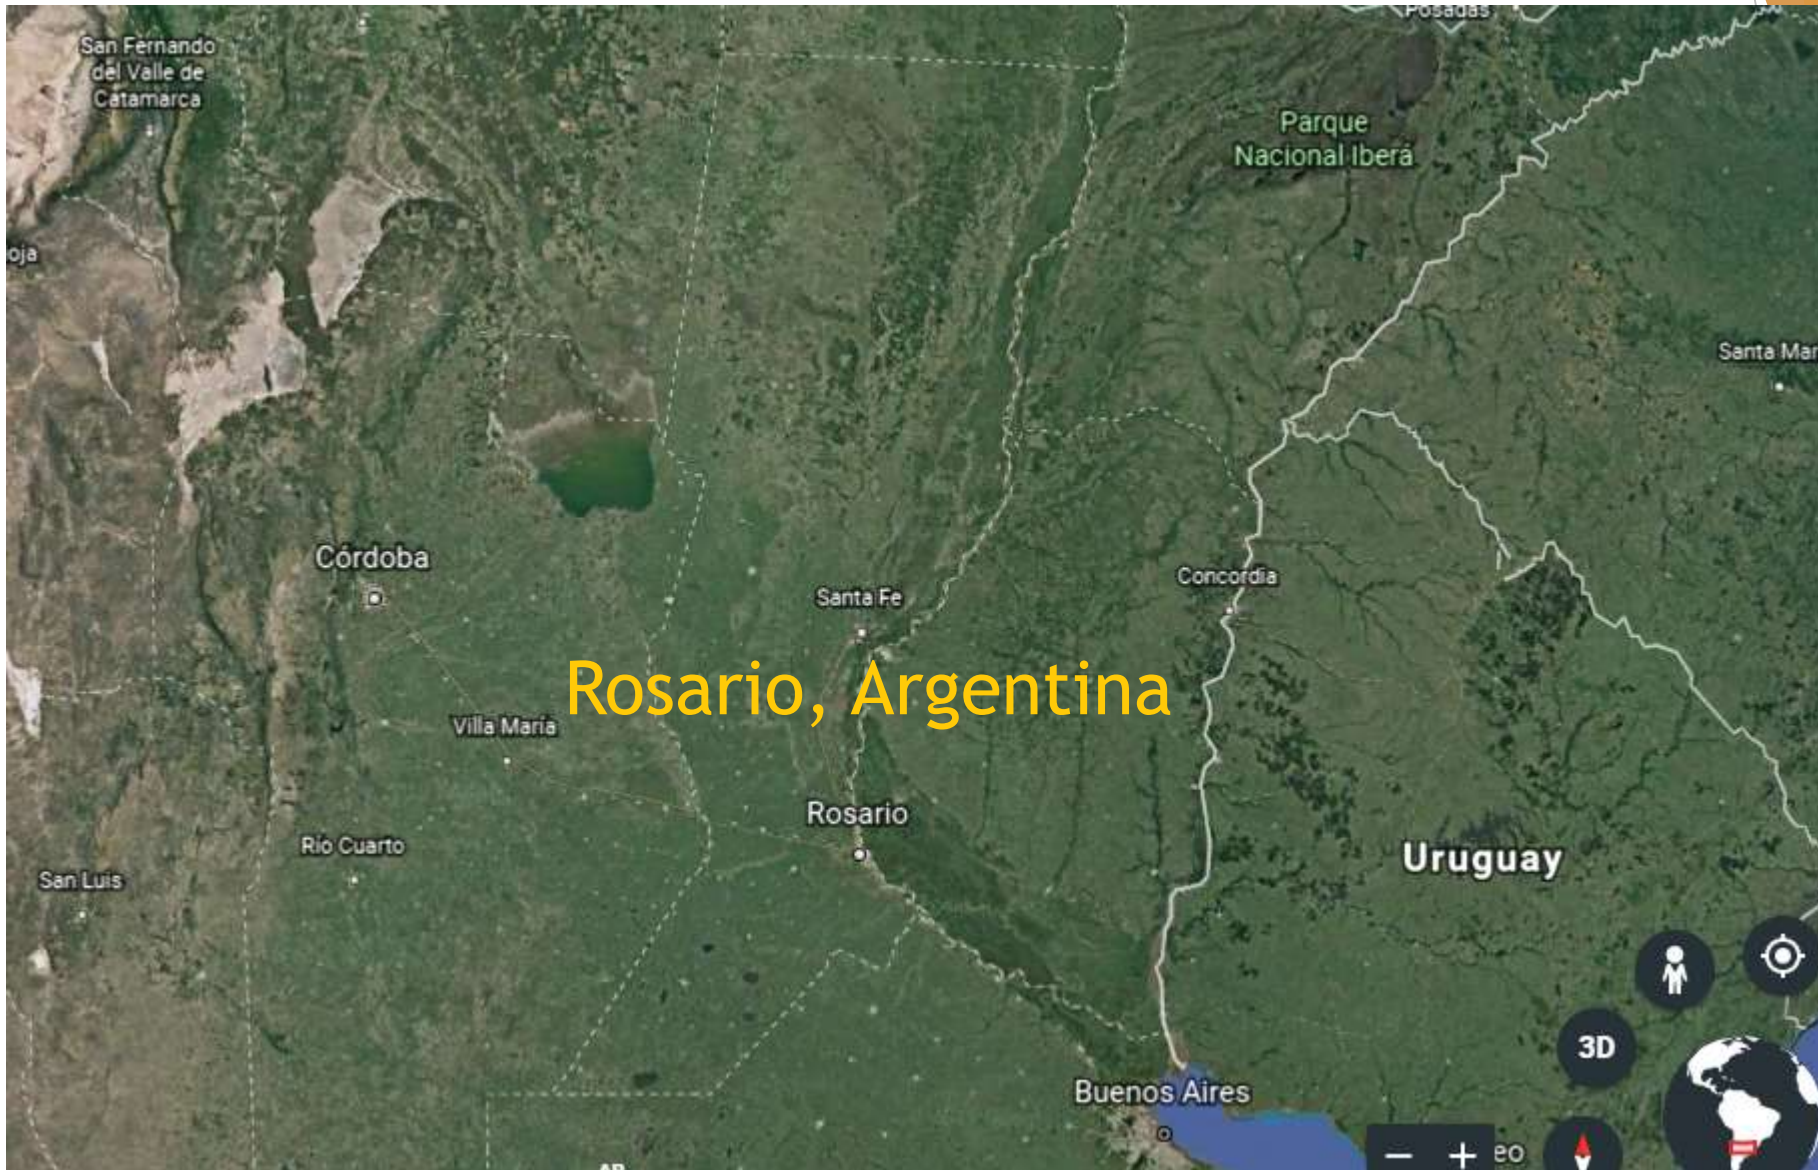 Posadas
San Fernando
del Valle de
Catamarca
Parque
Nacional Iberá
oja
Santa Mar
Córdoba
Concordia
Santa Fe
Rosario, Argentina
Villa María
Rosario
Río Cuarto
Uruguay
San Luis
3D
Buenos Aires
eo
AR